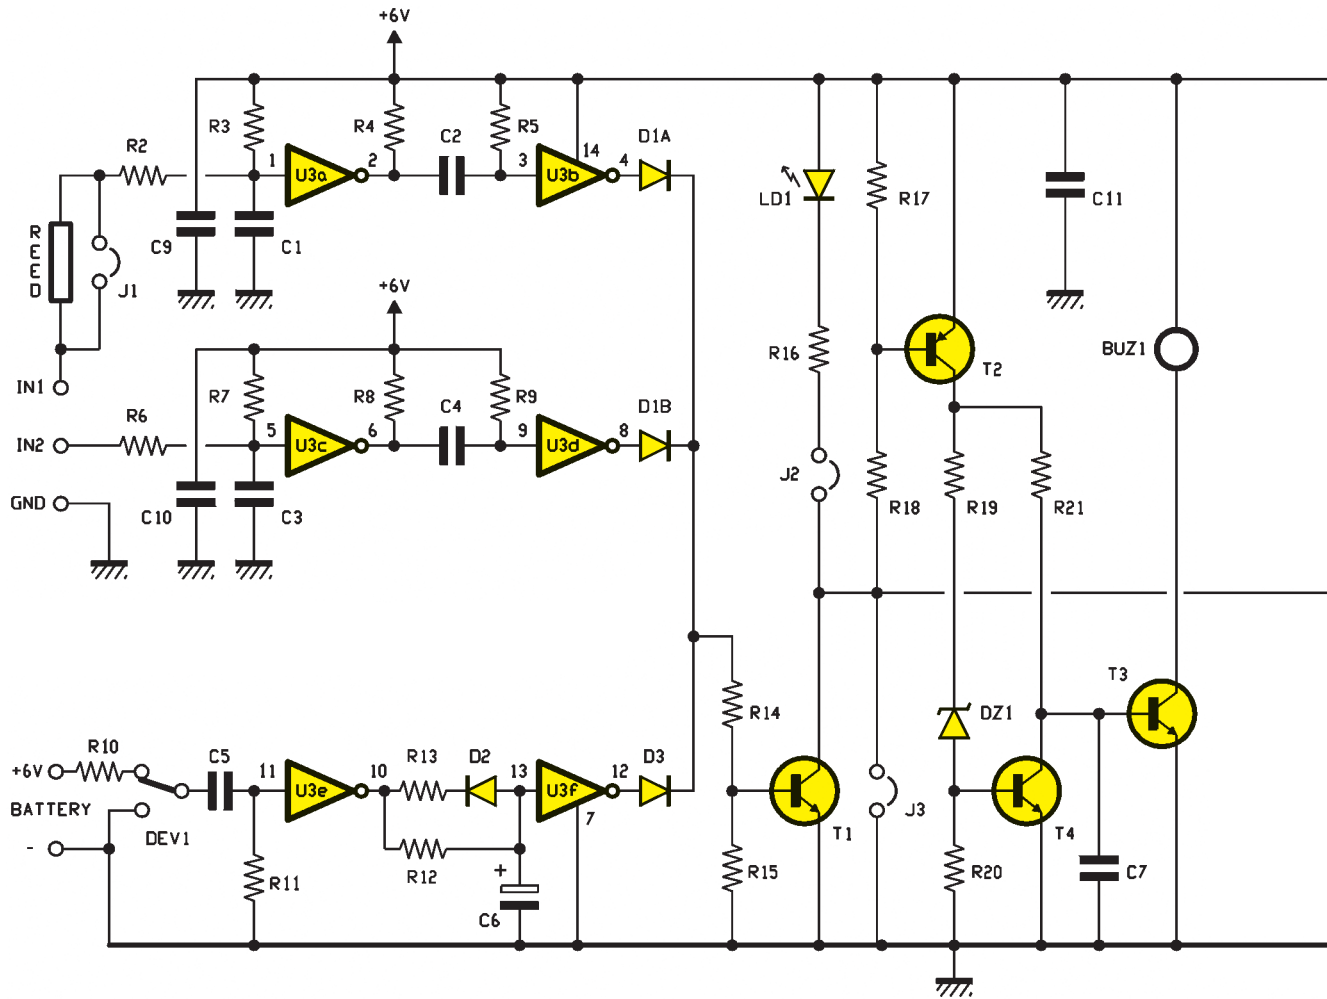 +6V
R3
R4
R5
C2
D1A
R2
1
2
3
14
4
U3a
U3b
LD1
R17
C11
REED
C9
C1
J1
+6V
R16
T2
BUZ1
IN1
R7
R8
R9
C4
D1B
R6
IN2
5
6
9
8
U3c
U3d
J2
GND
C10
C3
R18
R19
R21
T3
R14
DZ1
R10
C5
R13
D2
13
12
D3
+6V
11
10
U3e
U3f
BATTERY
7
J3
-
DEV1
T1
T4
R12
R11
+
R15
R20
C7
C6